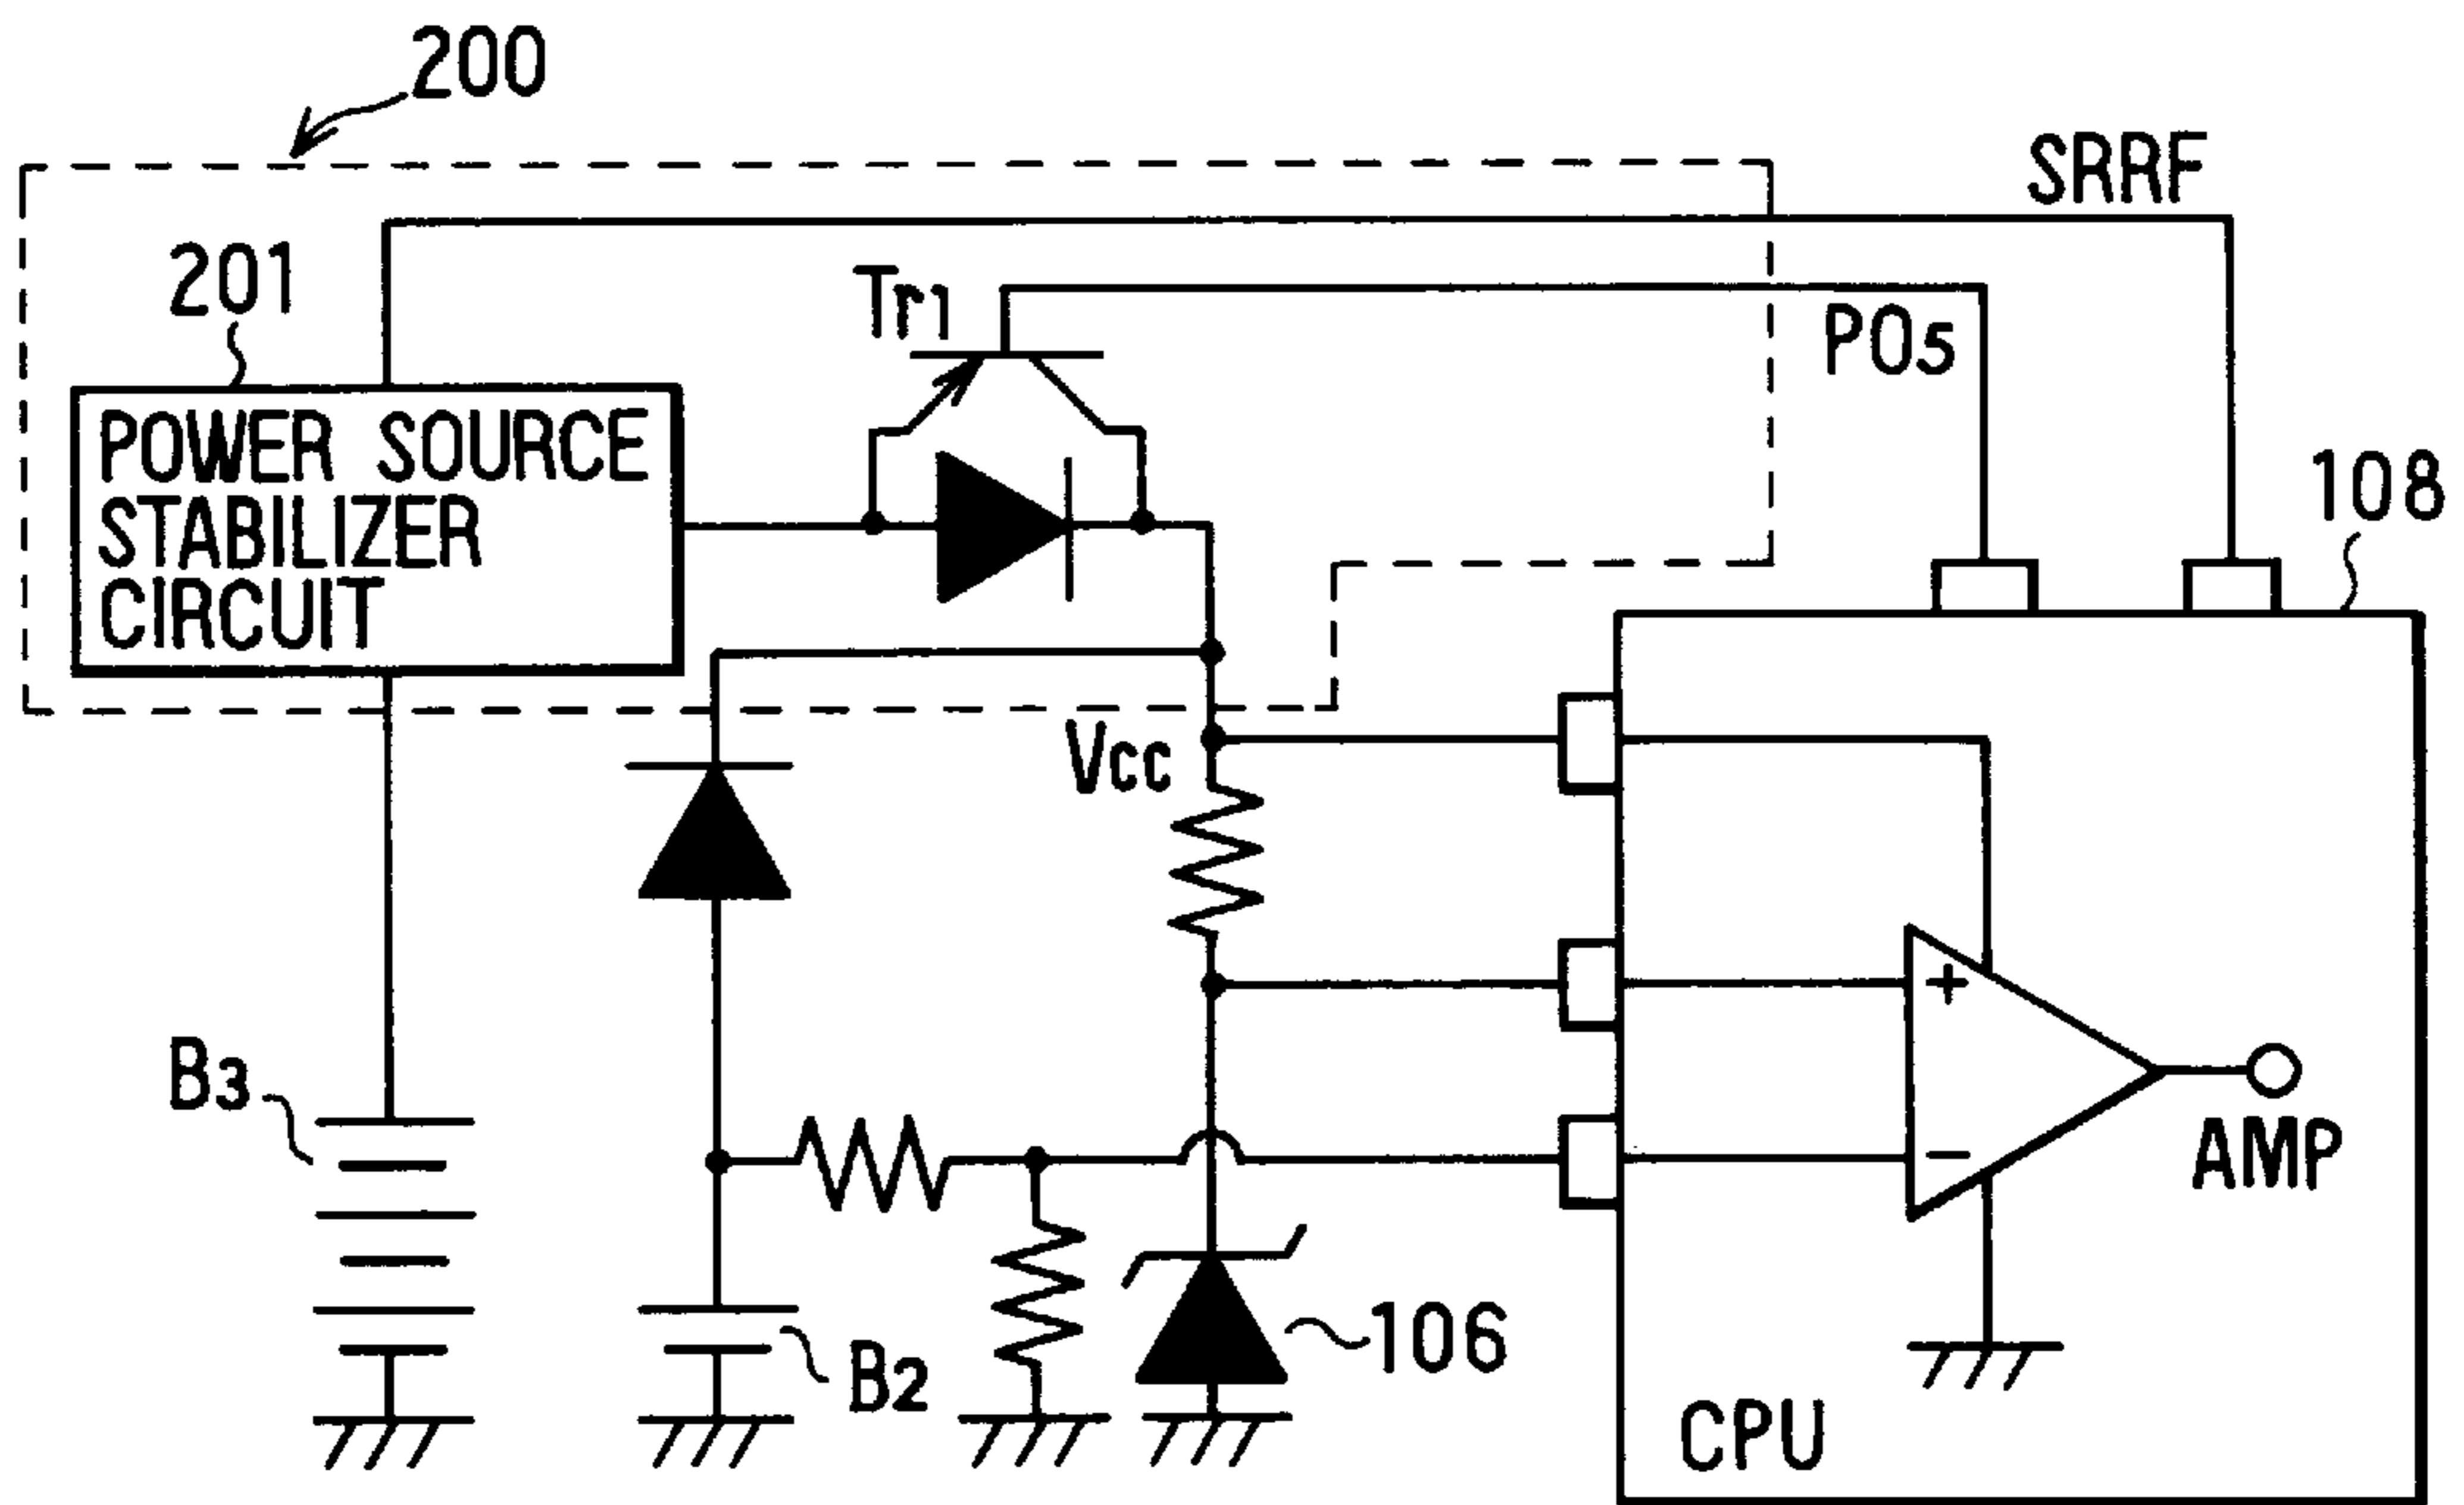 200
SRRF
201
Tr1
PO5
POWER SOURCE
STABILIZER
CIRCUIT
108
Vcc
+
B3
−
AMP
106
B2
CPU